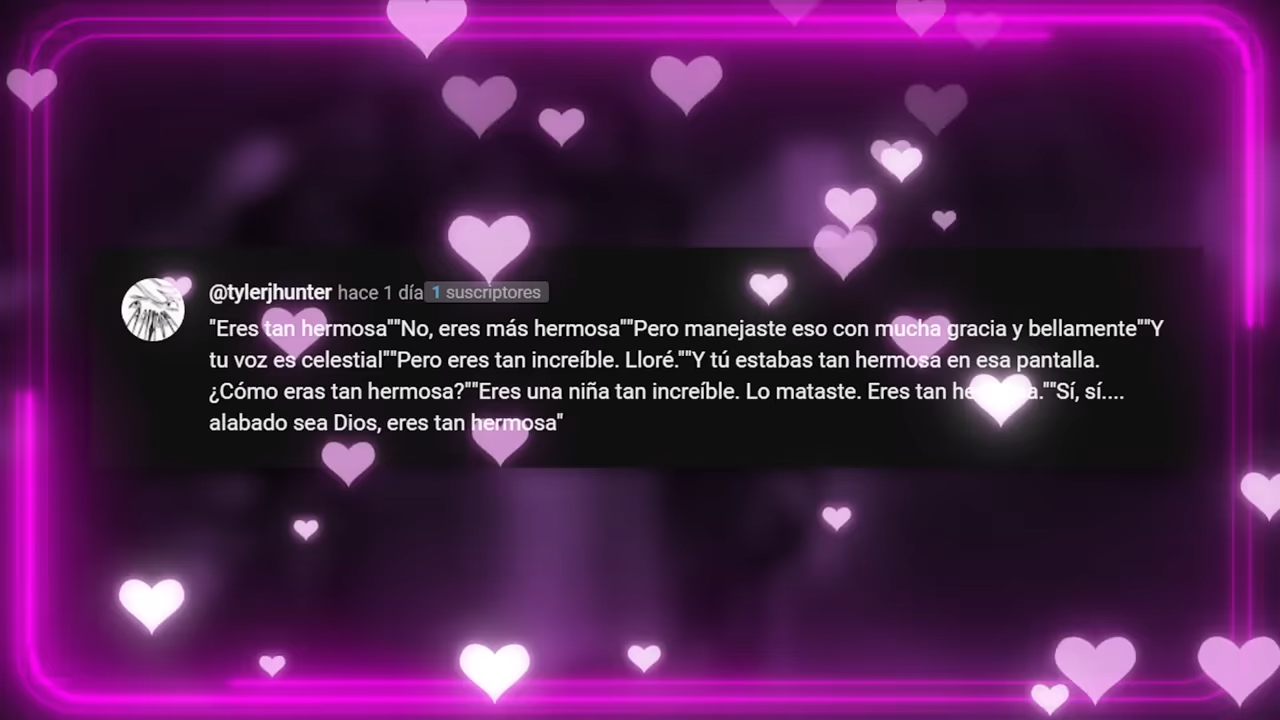 @tylerjhunter hace 1 día 1 suscriptores
"Eres tan hermosa""No, eres más hermosa""Pero manejaste eso con mucha gracia y bellamente""Y
tu voz es celestial""Pero eres tan increíble. Lloré.""Y tú estabas tan hermosa en esa pantalla.
¿Cómo eras tan hermosa?""Eres una niña tan increíble. Lo mataste. Eres tan hermosa.""Sí, sí....
alabado sea Dios, eres tan hermosa"